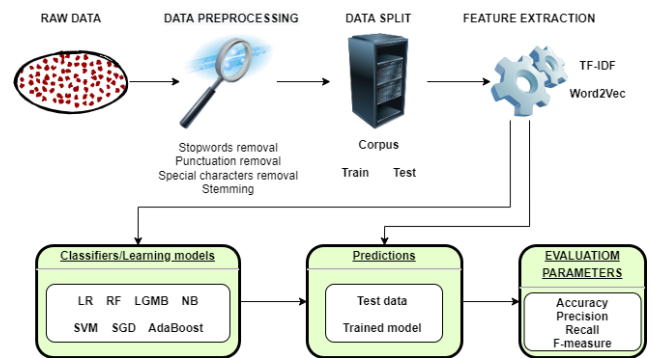 RAW DATA
DATA PREPROCESSING
DATA SPLIT
FEATURE EXTRACTION
TF-IDF
Word2Vec
Stopwords removal
Punctuation removal
Special characters removal
Stemming
Corpus
Train Test
Classifiers/Learning models
LR RF LGMB NB
SVM SGD AdaBoost
Predictions
Test data
Trained model
EVALUATIOM
PARAMETERS
Accuracy
Precision
Recall
F-measure